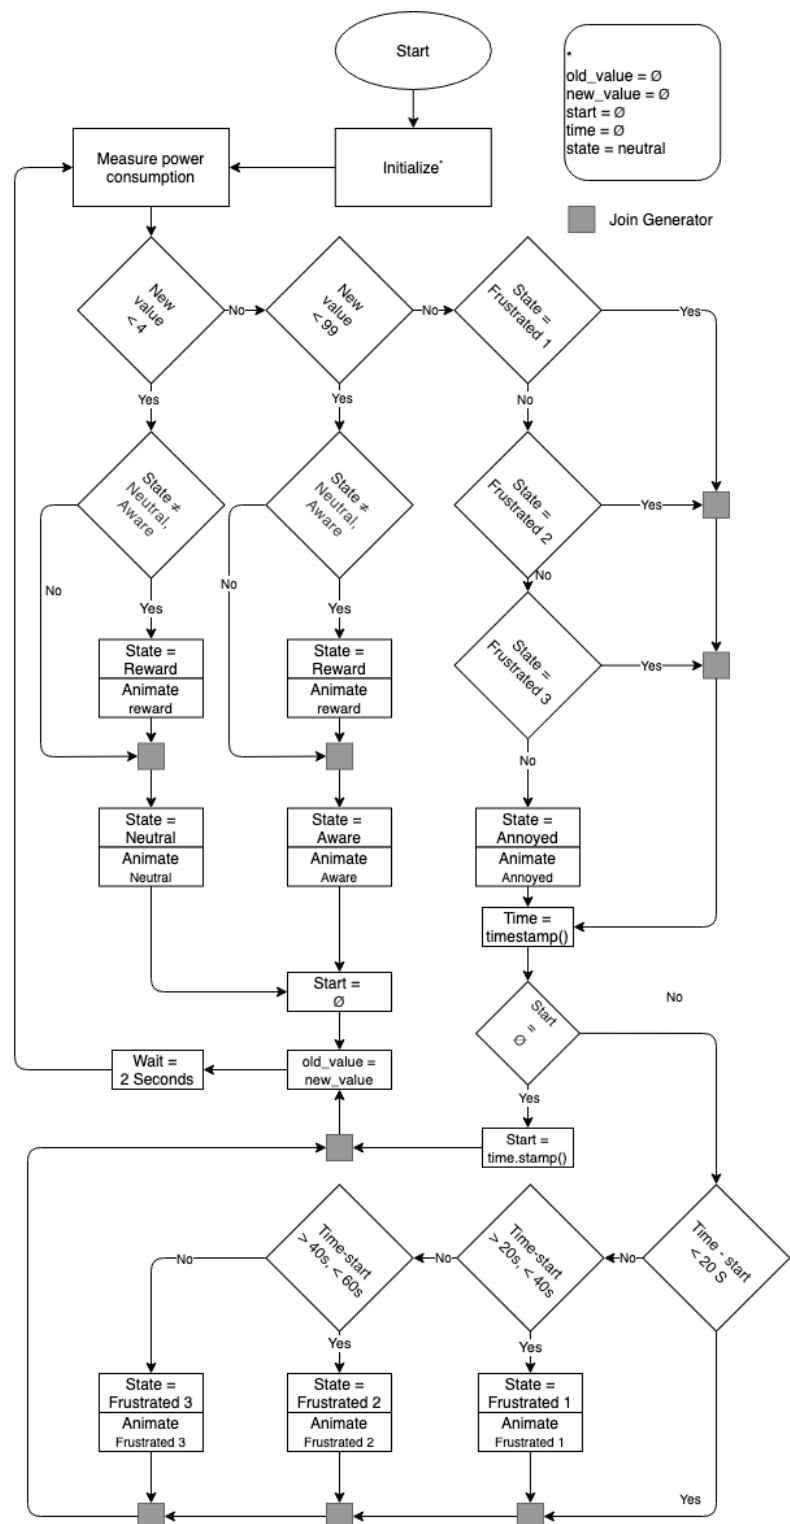 Start
*
old_value = Ø
new_value = Ø
start = Ø
time = Ø
state = neutral
Measure power
consumption
Initialize*
Join Generator
New
value
< 4
No
New
value
< 99
No
State =
Frustrated 1
Yes
Yes
Yes
No
State ≠
Neutral,
Aware
State ≠
Neutral,
Aware
State =
Frustrated 2
Yes
No
No
No
Yes
Yes
State =
Frustrated 3
Yes
State =
Reward
Animate
reward
State =
Reward
Animate
reward
No
State =
Neutral
Animate
Neutral
State =
Aware
Animate
Aware
State =
Annoyed
Animate
Annoyed
Time =
timestamp()
Start =
Ø
Start
=
Ø
No
Wait =
2 Seconds
old_value =
new_value
Yes
Start =
time.stamp()
Time-start
> 40s, < 60s
Time-start
> 20s, < 40s
Time - start
< 20 S
No
No
No
Yes
Yes
State =
Frustrated 3
Animate
Frustrated 3
State =
Frustrated 2
Animate
Frustrated 2
State =
Frustrated 1
Animate
Frustrated 1
Yes